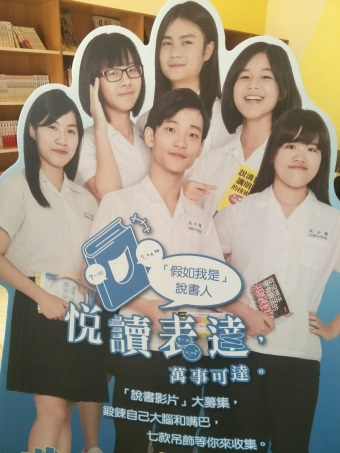 「假如我是」
說書人
悅讀表達，
萬事可達。
「說書影片」大募集，
鍛鍊自己大腦和嘴巴，
七款吊飾等你來收集。